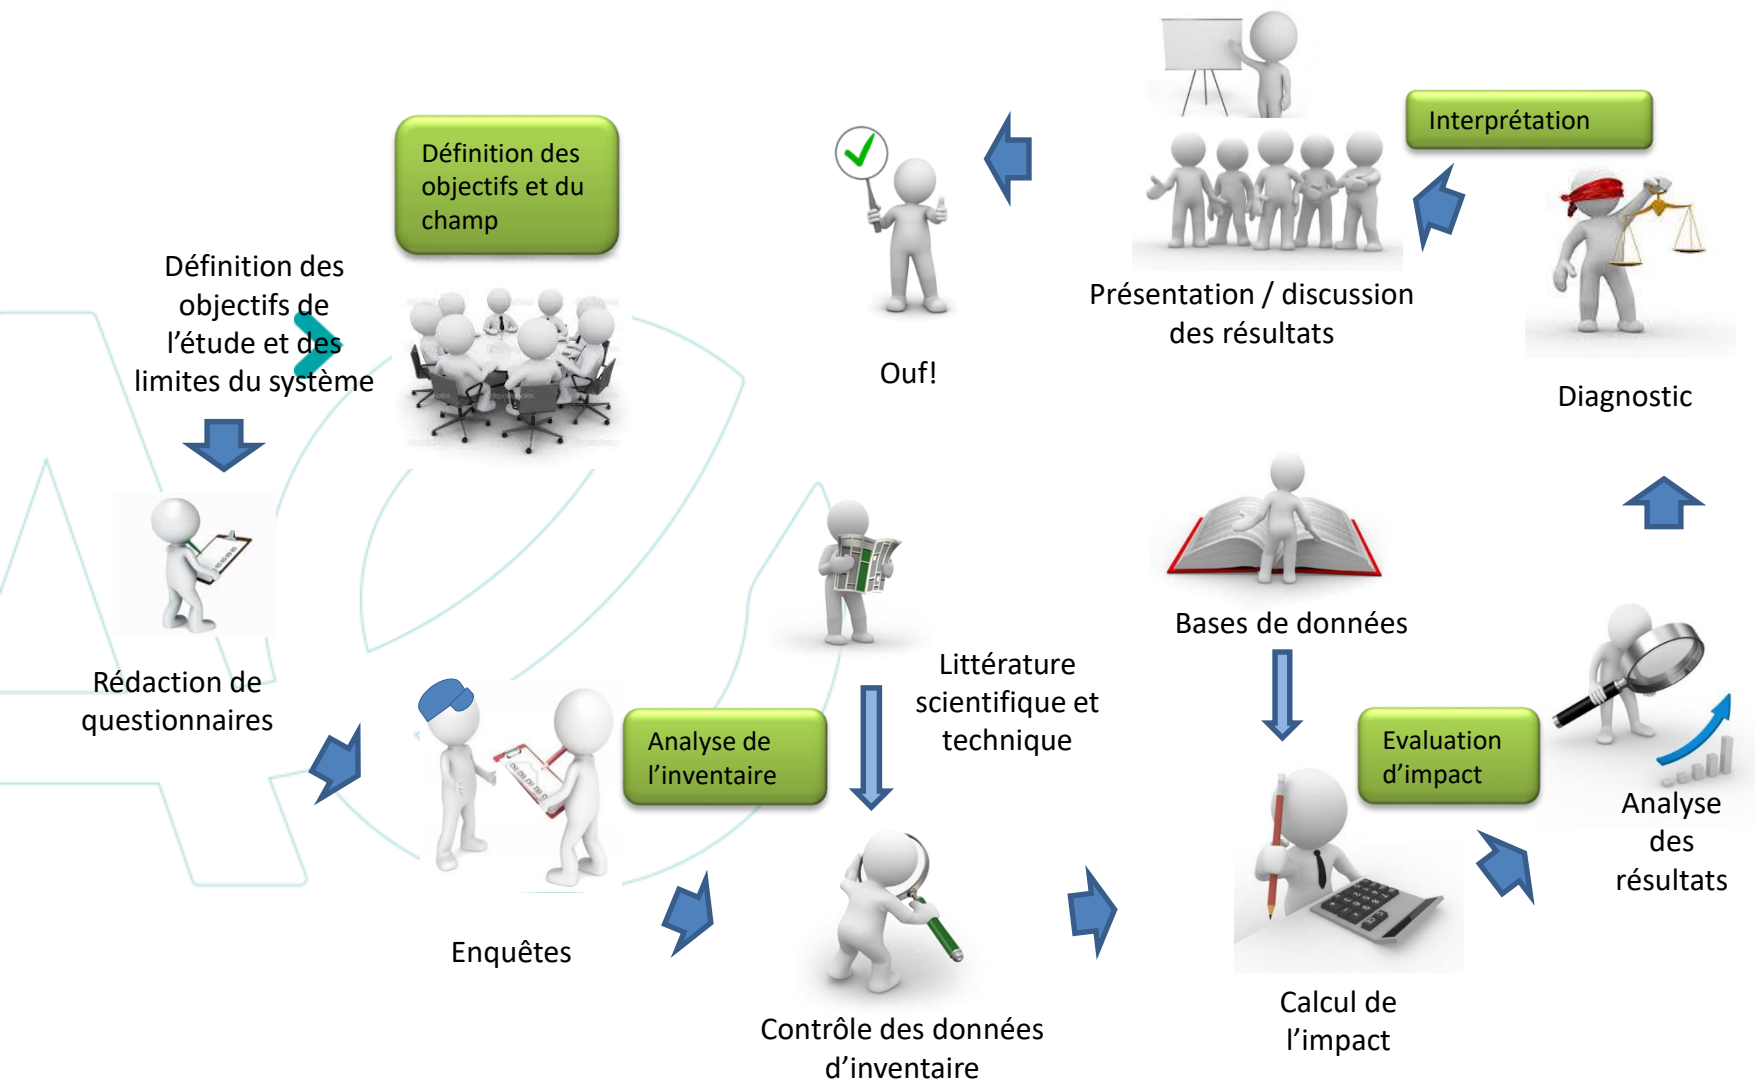 Définition des
objectifs et du
champ
Définition des
objectifs de
l’étude et des
limites du système
Rédaction de
questionnaires
Enquêtes
Analyse de
l’inventaire
Littérature
scientifique et
technique
Contrôle des données
d’inventaire
Bases de données
Calcul de
l’impact
Evaluation
d’impact
Analyse
des
résultats
Diagnostic
Interprétation
Présentation / discussion
des résultats
Ouf!